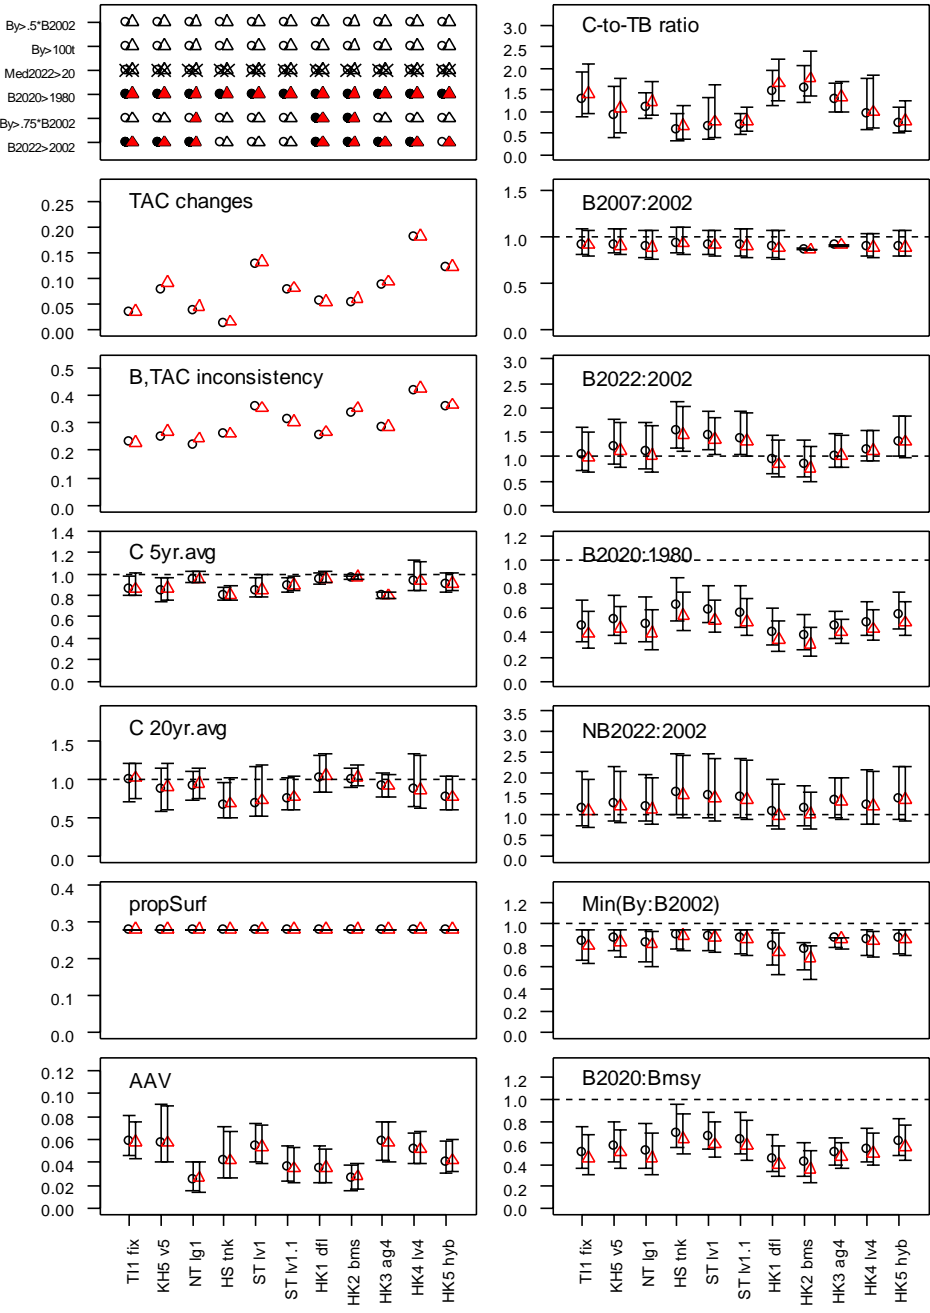 By>.5*B2002
By>100t
Med2022>20
B2020>1980
By>.75*B2002
B2022>2002
C-to-TB ratio
3.0
2.5
2.0
1.5
1.0
0.5
0.0
TAC changes
0.25
0.20
0.15
0.10
0.05
0.00
B2007:2002
1.5
1.0
0.5
0.0
B,TAC inconsistency
0.5
0.4
0.3
0.2
0.1
0.0
B2022:2002
3.0
2.5
2.0
1.5
1.0
0.5
0.0
C 5yr.avg
1.4
1.2
1.0
0.8
0.6
0.4
0.2
0.0
B2020:1980
1.2
1.0
0.8
0.6
0.4
0.2
0.0
C 20yr.avg
1.5
1.0
0.5
0.0
NB2022:2002
3.5
3.0
2.5
2.0
1.5
1.0
0.5
0.0
propSurf
0.4
0.3
0.2
0.1
0.0
Min(By:B2002)
1.2
1.0
0.8
0.6
0.4
0.2
0.0
AAV
0.12
0.10
0.08
0.06
0.04
0.02
0.00
B2020:Bmsy
1.2
1.0
0.8
0.6
0.4
0.2
0.0
TI1 fix
KH5 v5
NT lg1
HS tnk
ST lv1
ST lv1.1
HK1 dfl
HK2 bms
HK3 ag4
HK4 lv4
HK5 hyb
TI1 fix
KH5 v5
NT lg1
HS tnk
ST lv1
ST lv1.1
HK1 dfl
HK2 bms
HK3 ag4
HK4 lv4
HK5 hyb